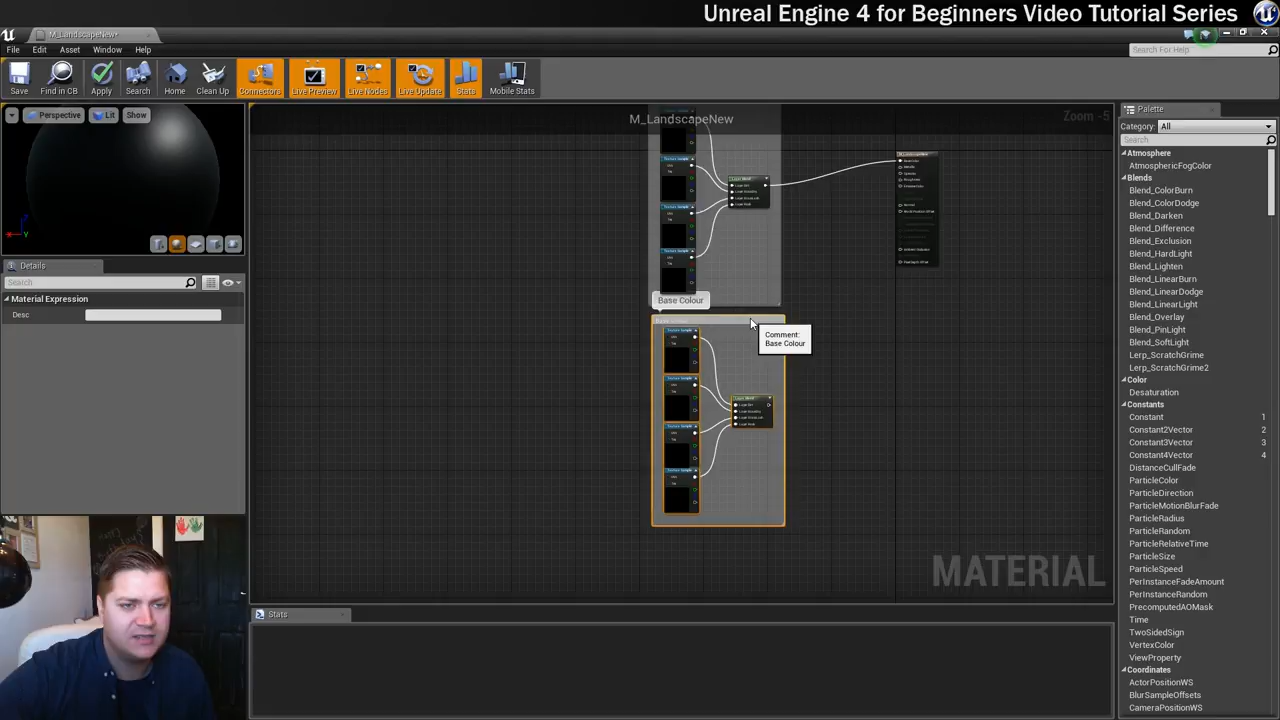 Unreal Engine 4 for Beginners Video Tutorial Series
M_LandscapeNew*
File Edit Asset Window Help
Search For Help
Save Find in CB Apply Search Home Clean Up Connectors Live Preview Live Nodes Live Update Stats Mobile Stats
Perspective Lit Show
M_LandscapeNew
Zoom -5
Palette
Category: All
Search
Details
Search
Material Expression
Desc
Base Colour
Comment:
Base Colour
MATERIAL
Stats
Atmosphere
AtmosphericFogColor
Blends
Blend_ColorBurn
Blend_ColorDodge
Blend_Darken
Blend_Difference
Blend_Exclusion
Blend_HardLight
Blend_Lighten
Blend_LinearBurn
Blend_LinearDodge
Blend_LinearLight
Blend_Overlay
Blend_PinLight
Blend_SoftLight
Lerp_ScratchGrime
Lerp_ScratchGrime2
Color
Desaturation
Constants
Constant 1
Constant2Vector 2
Constant3Vector 3
Constant4Vector 4
DistanceCullFade
ParticleColor
ParticleDirection
ParticleMotionBlurFade
ParticleRadius
ParticleRandom
ParticleRelativeTime
ParticleSize
ParticleSpeed
PerInstanceFadeAmount
PerInstanceRandom
PrecomputedAOMask
Time
TwoSidedSign
VertexColor
ViewProperty
Coordinates
ActorPositionWS
BlurSampleOffsets
CameraPositionWS